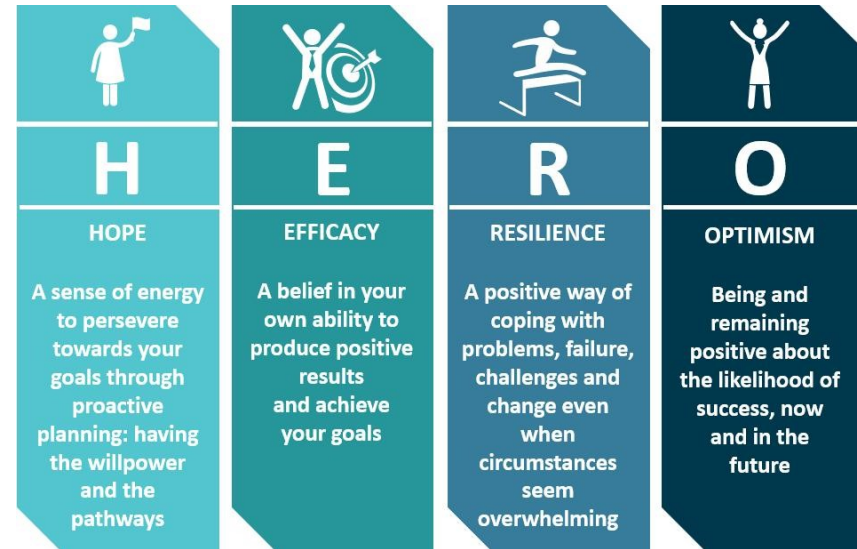 H
HOPE
A sense of energy
to persevere
towards your
goals through
proactive
planning: having
the willpower
and the
pathways
E
EFFICACY
A belief in your
own ability to
produce positive
results
and achieve
your goals
R
RESILIENCE
A positive way of
coping with
problems, failure,
challenges and
change even
when
circumstances
seem
overwhelming
O
OPTIMISM
Being and
remaining
positive about
the likelihood of
success, now
and in the
future